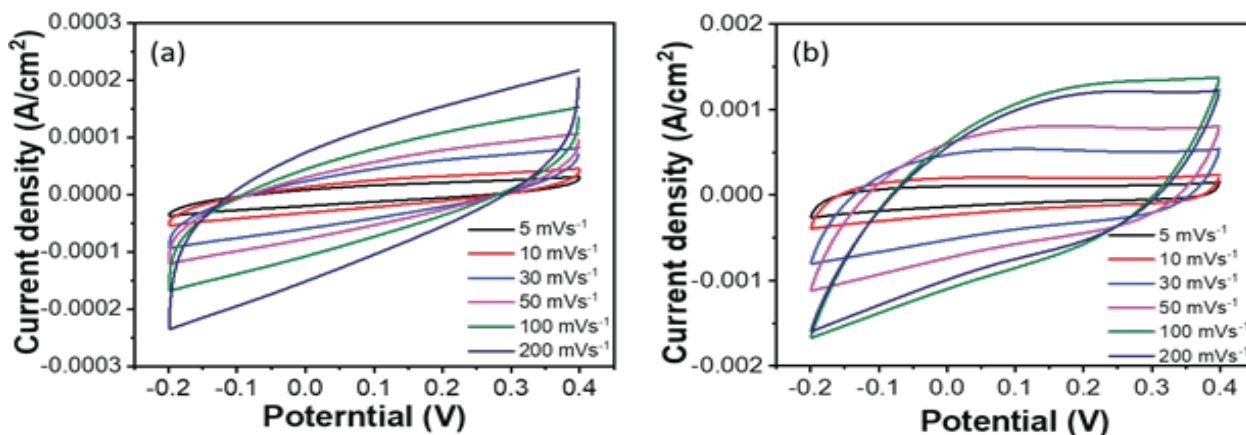 (a)
Current density (A/cm²)
0.0003
0.0002
0.0001
0.0000
-0.0001
-0.0002
-0.0003
5 mVs⁻¹
10 mVs⁻¹
30 mVs⁻¹
50 mVs⁻¹
100 mVs⁻¹
200 mVs⁻¹
-0.2 -0.1 0.0 0.1 0.2 0.3 0.4
Poterntial (V)
(b)
Current density (A/cm²)
0.002
0.001
0.000
-0.001
-0.002
5 mVs⁻¹
10 mVs⁻¹
30 mVs⁻¹
50 mVs⁻¹
100 mVs⁻¹
200 mVs⁻¹
-0.2 -0.1 0.0 0.1 0.2 0.3 0.4
Potential (V)